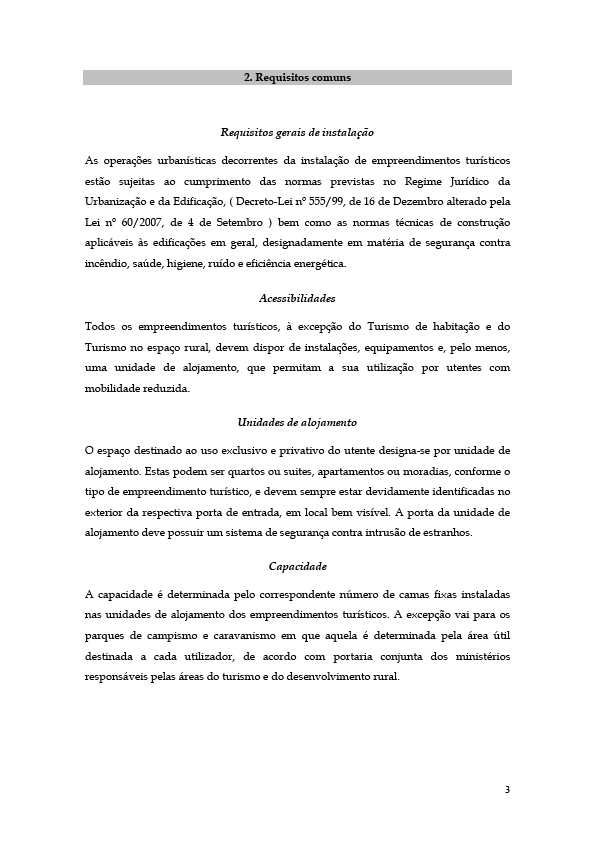 2. Requisitos comuns
Requisitos gerais de instalação
As operações urbanísticas decorrentes da instalação de empreendimentos turísticos
estão sujeitas ao cumprimento das normas previstas no Regime Jurídico da
Urbanização e da Edificação, ( Decreto-Lei nº 555/99, de 16 de Dezembro alterado pela
Lei nº 60/2007, de 4 de Setembro ) bem como as normas técnicas de construção
aplicáveis às edificações em geral, designadamente em matéria de segurança contra
incêndio, saúde, higiene, ruído e eficiência energética.
Acessibilidades
Todos os empreendimentos turísticos, à excepção do Turismo de habitação e do
Turismo no espaço rural, devem dispor de instalações, equipamentos e, pelo menos,
uma unidade de alojamento, que permitam a sua utilização por utentes com
mobilidade reduzida.
Unidades de alojamento
O espaço destinado ao uso exclusivo e privativo do utente designa-se por unidade de
alojamento. Estas podem ser quartos ou suites, apartamentos ou moradias, conforme o
tipo de empreendimento turístico, e devem sempre estar devidamente identificadas no
exterior da respectiva porta de entrada, em local bem visível. A porta da unidade de
alojamento deve possuir um sistema de segurança contra intrusão de estranhos.
Capacidade
A capacidade é determinada pelo correspondente número de camas fixas instaladas
nas unidades de alojamento dos empreendimentos turísticos. A excepção vai para os
parques de campismo e caravanismo em que aquela é determinada pela área útil
destinada a cada utilizador, de acordo com portaria conjunta dos ministérios
responsáveis pelas áreas do turismo e do desenvolvimento rural.
3